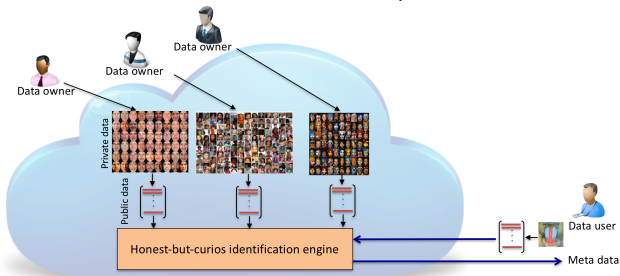 Data owner
Data owner
Data owner
Private data
Public data
Data user
Honest-but-curios identification engine
Meta data